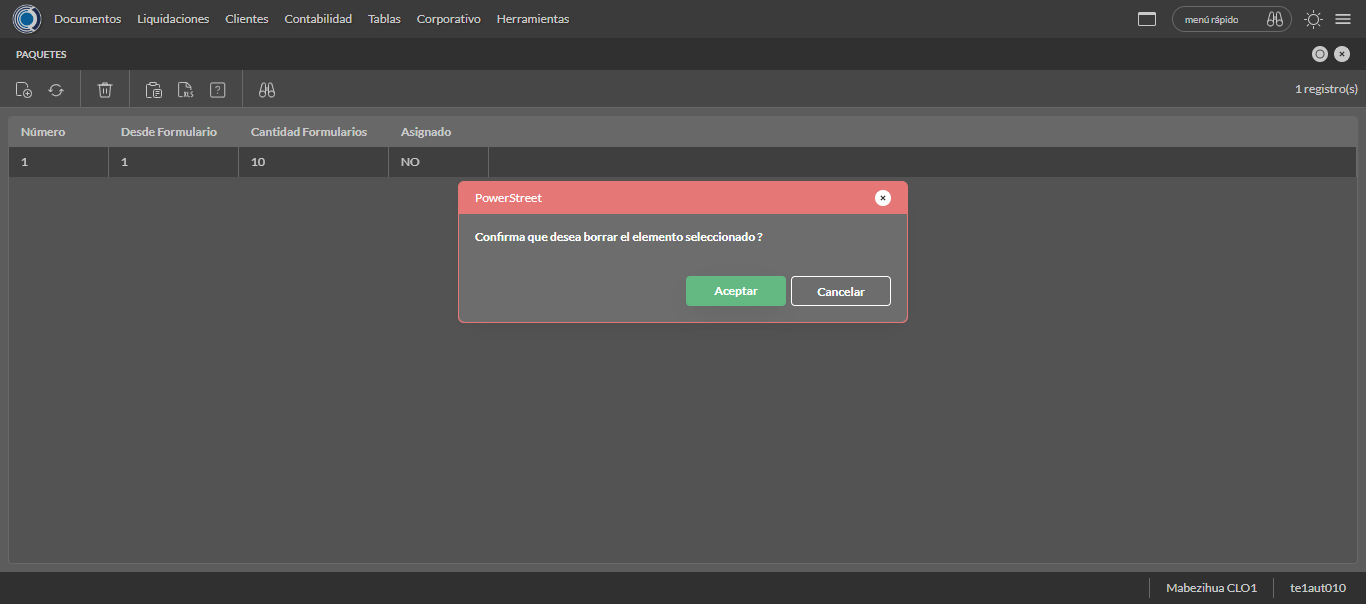 Documentos Liquidaciones Clientes Contabilidad Tablas Corporativo Herramientas menú rápido
PAQUETES
XLS ? 1 registro(s)
Número Desde Formulario Cantidad Formularios Asignado
1 1 10 NO
PowerStreet
Confirma que desea borrar el elemento seleccionado ?
Aceptar Cancelar
Mabezihua CLO1 te1aut010